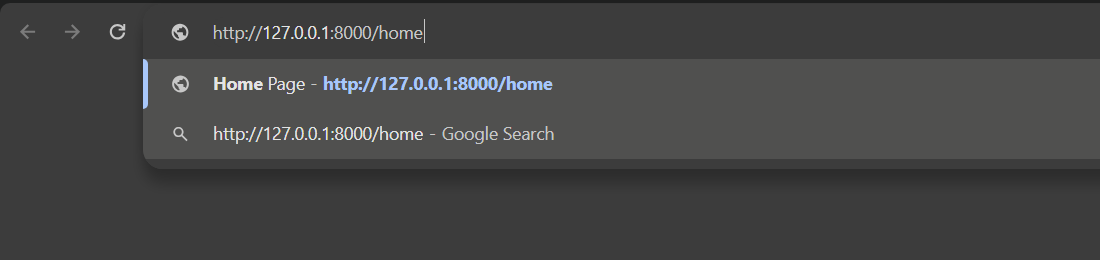 http://127.0.0.1:8000/home
Home Page - http://127.0.0.1:8000/home
http://127.0.0.1:8000/home - Google Search